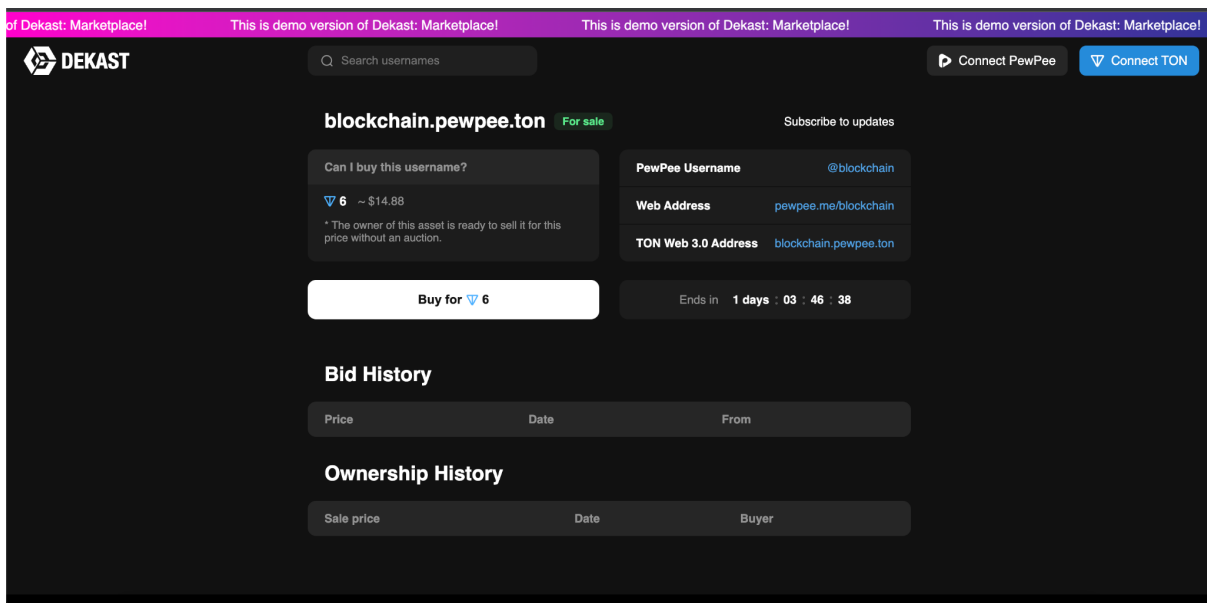 of Dekast: Marketplace! This is demo version of Dekast: Marketplace! This is demo version of Dekast: Marketplace! This is demo version of Dekast: Marketplace!
DEKAST Search usernames Connect PewPee Connect TON
blockchain.pewpee.ton For sale Subscribe to updates
Can I buy this username?
6 ~ $14.88
* The owner of this asset is ready to sell it for this
price without an auction.
PewPee Username @blockchain
Web Address pewpee.me/blockchain
TON Web 3.0 Address blockchain.pewpee.ton
Buy for 6
Ends in 1 days : 03 : 46 : 38
Bid History
Price Date From
Ownership History
Sale price Date Buyer